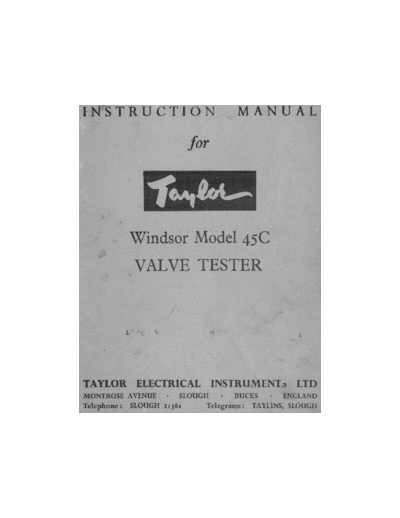 INSTRUCTION MANUAL
for
Taylor
Windsor Model 45C
VALVE TESTER
TAYLOR ELECTRICAL INSTRUMENTS LTD
MONTROSE AVENUE · SLOUGH · BUCKS · ENGLAND
Telephone: SLOUGH 21381 Telegrams: TAYLINS, SLOUGH